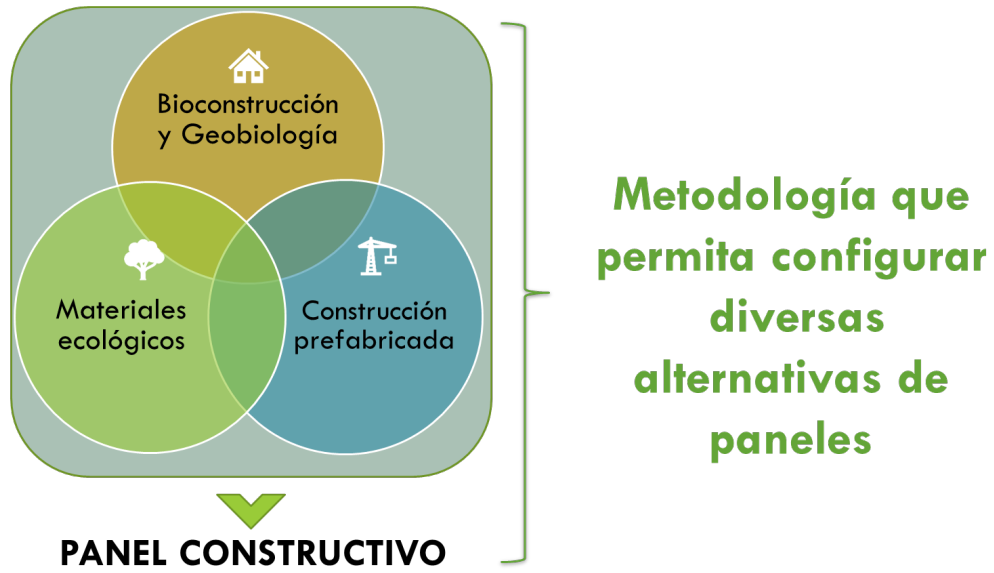 Bioconstrucción
y Geobiología
Materiales
ecológicos
Construcción
prefabricada
PANEL CONSTRUCTIVO
Metodología que
permita configurar
diversas
alternativas de
paneles